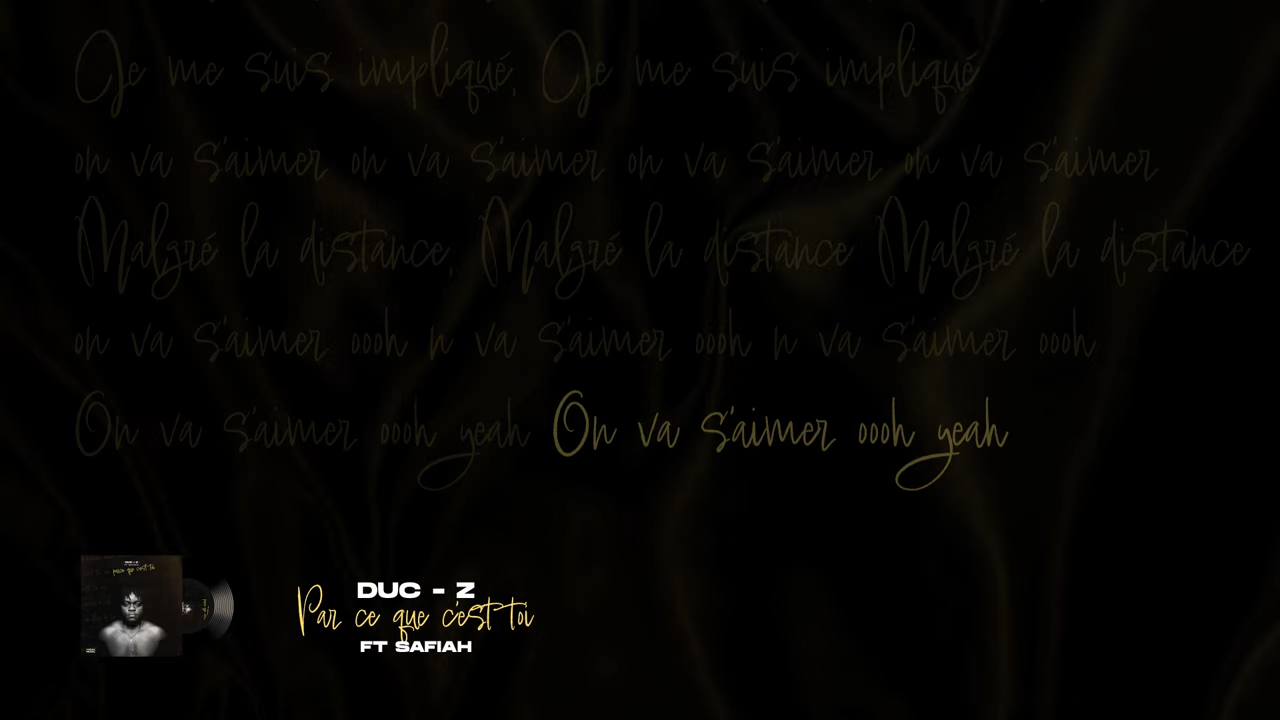 Je me suis impliqué, Je me suis impliqué
on va s'aimer on va s'aimer on va s'aimer on va s'aimer
Malgré la distance, Malgré la distance Malgré la distance
on va s'aimer oooh n va s'aimer oooh n va s'aimer oooh
On va s'aimer oooh yeah On va s'aimer oooh yeah
DUC - Z
Par ce que c'est toi
FT SAFIAH